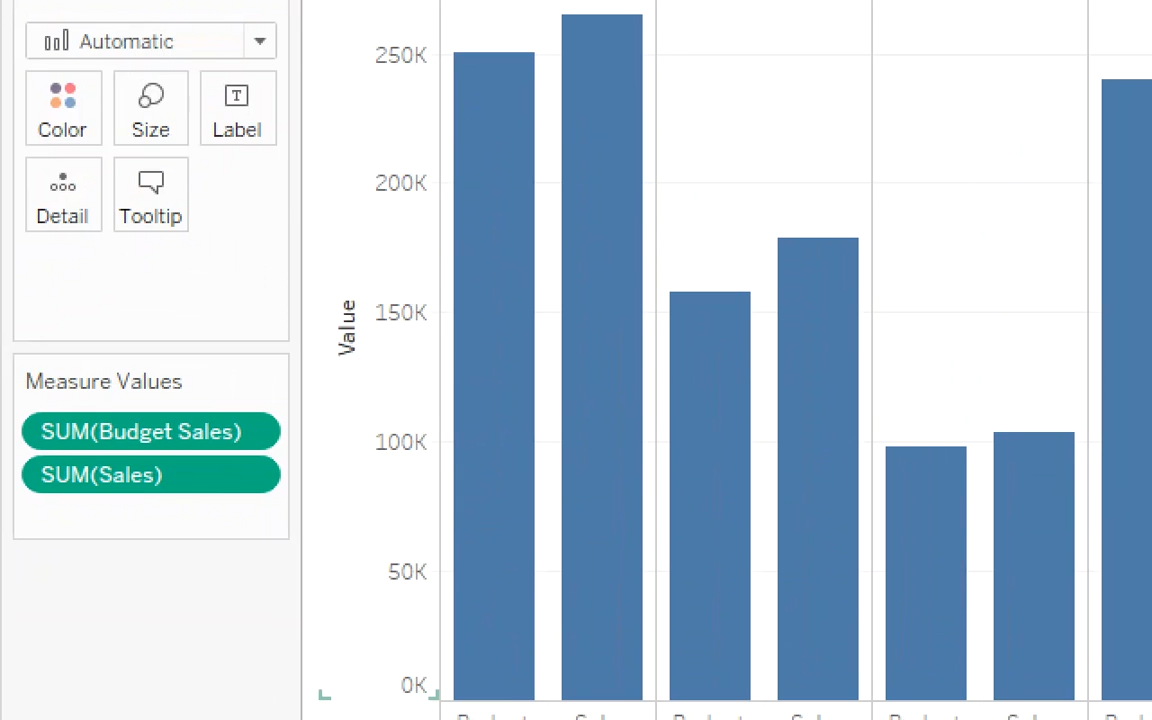 Automatic
Color
Size
Label
Detail
Tooltip
Measure Values
SUM(Budget Sales)
SUM(Sales)
Value
250K
200K
150K
100K
50K
0K